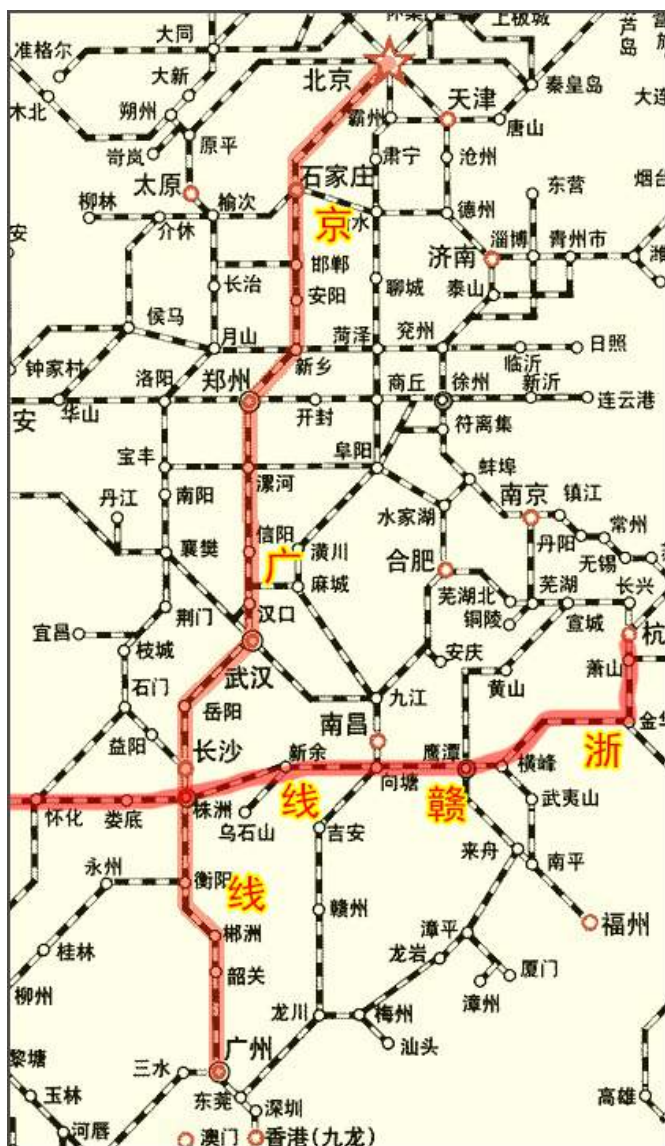 怀柔
上板城
大同
准格尔
北京
秦皇岛
大新
木北
天津
霸州
大连
朔州
唐山
原平
岢岚
肃宁
沧州
石家庄
太原
东营
烟台
柳林
榆次
京
水
德州
淄博
青州市
潍
介休
安
邯郸
济南
长治
安阳
聊城
泰山
侯马
月山
新乡
菏泽
兖州
临沂
日照
钟家村
洛阳
郑州
商丘
徐州
新沂
华山
开封
连云港
安
符离集
宝丰
漯河
阜阳
蚌埠
南阳
丹江
水家湖
南京
镇江
信阳
广
潢川
常州
襄樊
合肥
丹阳
无锡
麻城
芜湖北
芜湖
长兴
荆门
汉口
铜陵
宣城
宜昌
枝城
杭
武汉
安庆
黄山
萧山
石门
岳阳
九江
南昌
金华
益阳
长沙
新余
鹰潭
浙
横峰
怀化
娄底
株洲
线
向塘
赣
武夷山
乌石山
吉安
来舟
永州
衡阳
线
南平
赣州
郴洲
漳平
福州
桂林
龙岩
韶关
厦门
柳州
漳州
龙川
梅州
广州
汕头
黎塘
三水
玉林
东莞
深圳
高雄
河唇
澳门
香港(九龙)